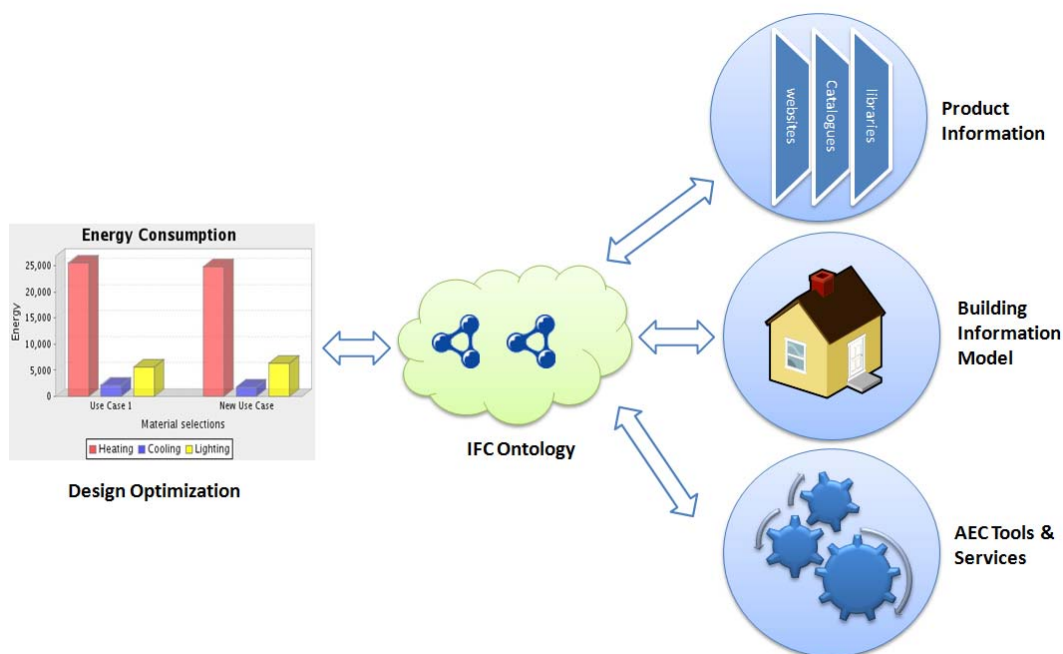 websites
Catalogues
libraries
Product
Information
Energy Consumption
Energy
25,000
20,000
15,000
10,000
5,000
0
Use Case 1
New Use Case
Material selections
Heating
Cooling
Lighting
Design Optimization
IFC Ontology
Building
Information
Model
AEC Tools &
Services